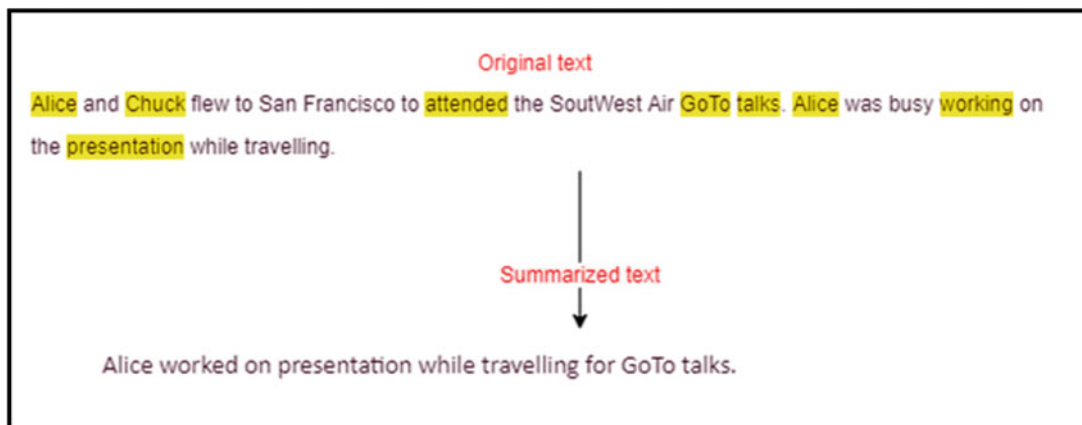 Original text
Alice and Chuck flew to San Francisco to attended the SoutWest Air GoTo talks. Alice was busy working on
the presentation while travelling.
Summarized text
Alice worked on presentation while travelling for GoTo talks.